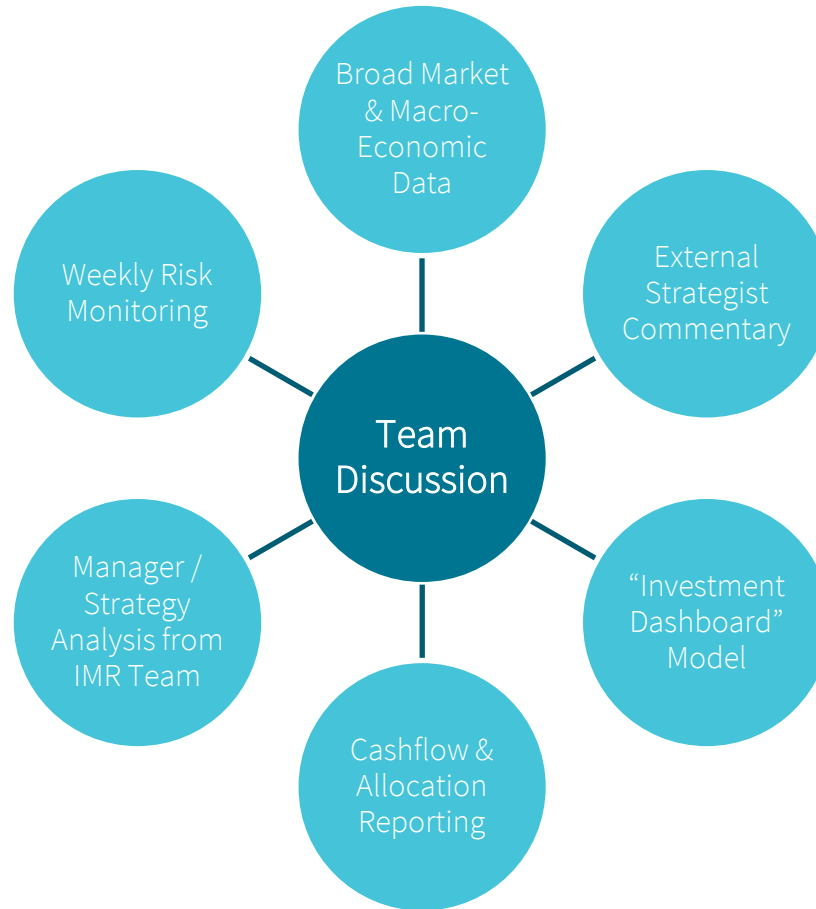 Broad Market
& Macro-
Economic
Data
External
Strategist
Commentary
“Investment
Dashboard”
Model
Cashflow &
Allocation
Reporting
Manager /
Strategy
Analysis from
IMR Team
Weekly Risk
Monitoring
Team
Discussion